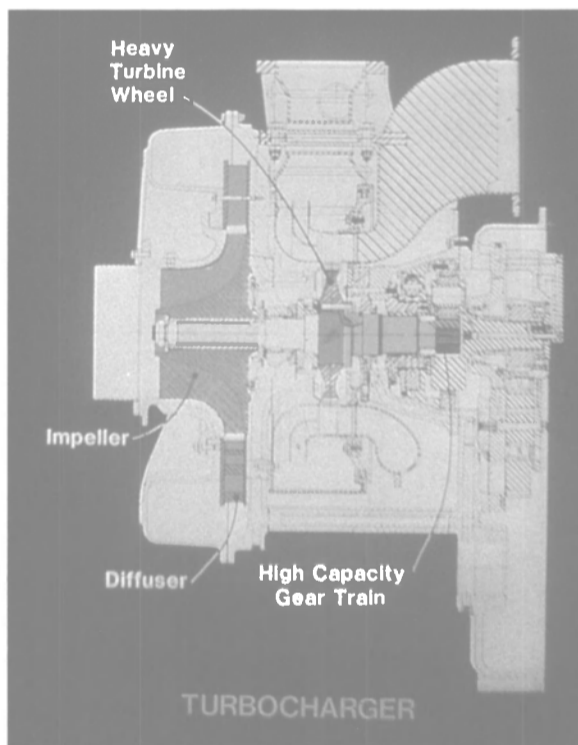 Heavy
Turbine
Wheel
Impeller
Diffuser
High Capacity
Gear Train
TURBOCHARGER